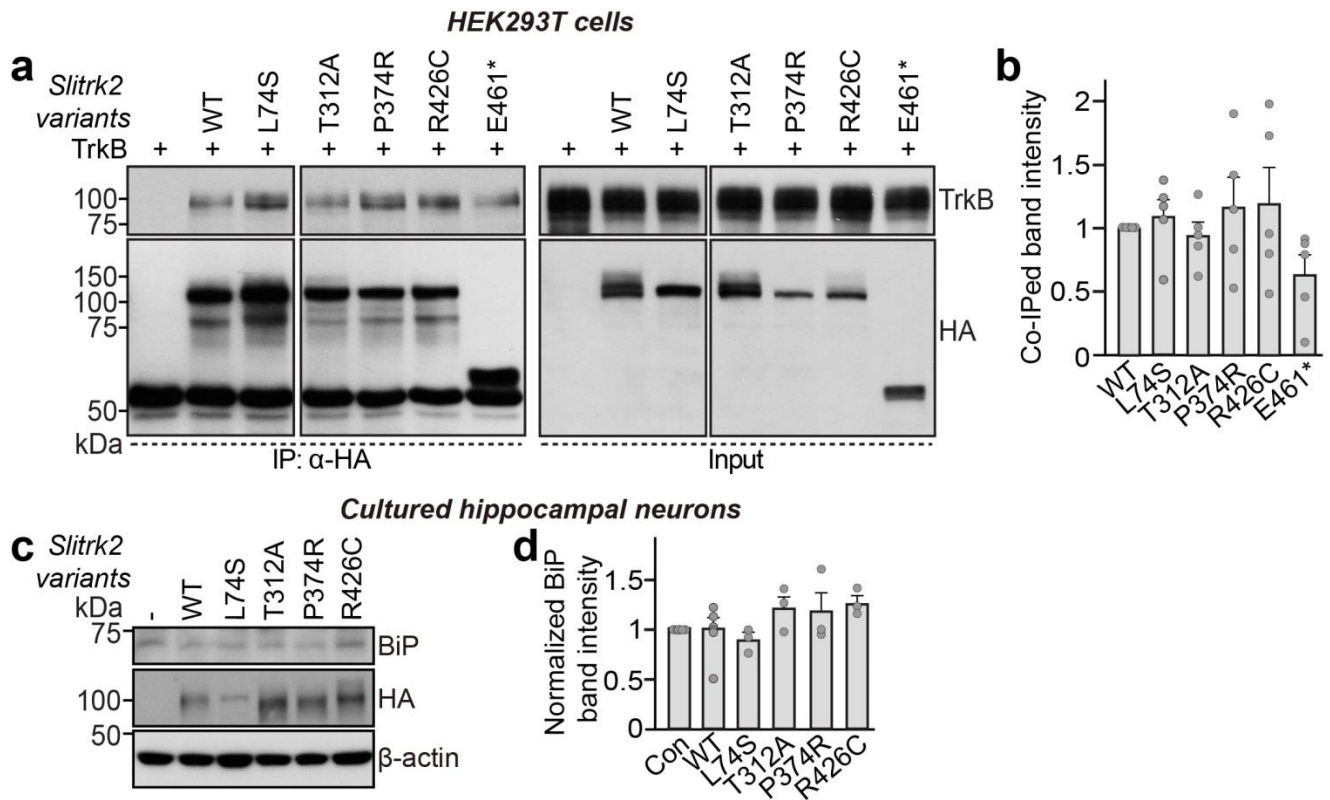 HEK293T cells
a
Slitrk2
variants
WT
L74S
T312A
P374R
R426C
E461*
WT
L74S
T312A
P374R
R426C
E461*
TrkB + + + + + + + + + + + + + +
100
75
TrkB
150
100
75
50
kDa
HA
IP: α-HA
Input
b
Co-IPed band intensity
2
1.5
1
0.5
0
WT
L74S
T312A
P374R
R426C
E461*
Cultured hippocampal neurons
c
Slitrk2
variants
kDa
-
WT
L74S
T312A
P374R
R426C
75
BiP
100
HA
50
β-actin
d
Normalized BiP
band intensity
1.5
1
0.5
0
Con
WT
L74S
T312A
P374R
R426C